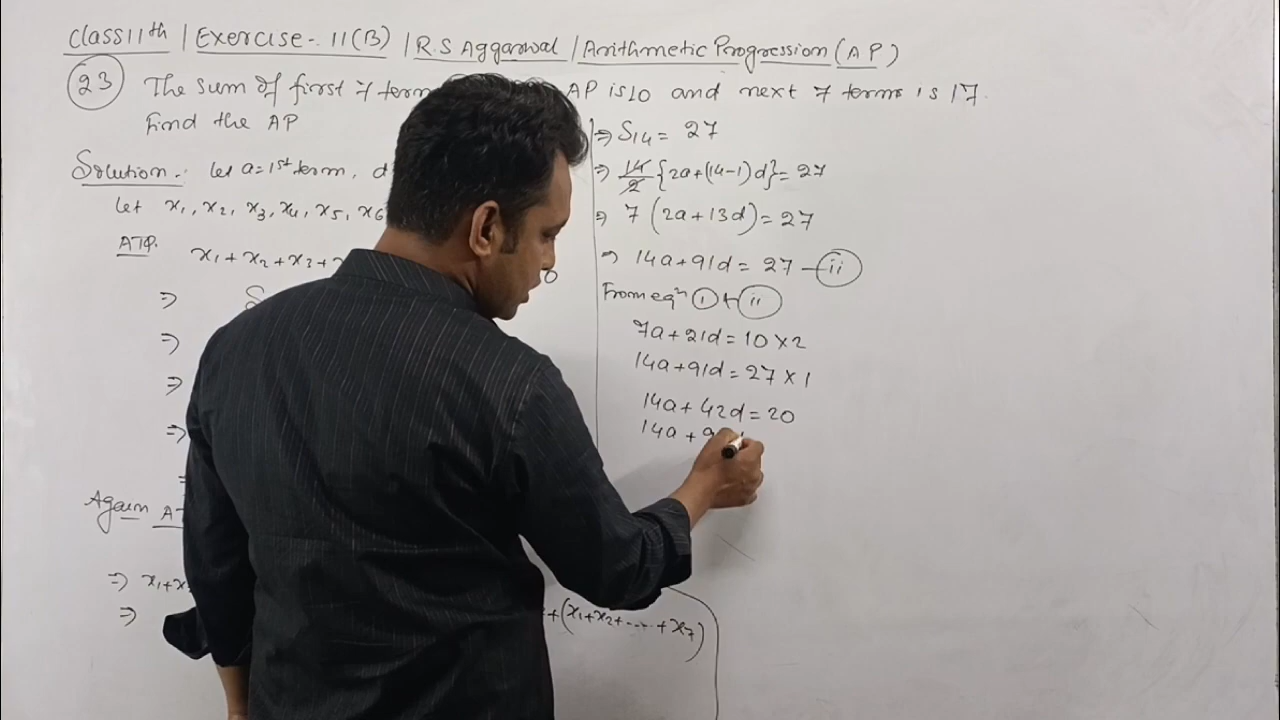 Class 11th | Exercise-. 11(B) | R.S Aggarwal | Arithmetic Progression (AP)
23 The sum of first 7 term AP is 10 and next 7 terms is 17.
Find the AP
Solution-: let a=1st term, d
let x1, x2, x3, x4, x5, x6
ATP. x1+x2+x3+ 0
⇒ S
⇒
⇒
⇒
Again
⇒ x1+x
⇒ +(x1+x2+....+x7)
⇒ S14 = 27
⇒ 14/2 {2a+(14-1)d}=27
⇒ 7 (2a+13d)=27
⇒ 14a+91d = 27 — ii
From eqn i & ii
7a+21d=10×2
14a+91d=27×1
14a+42d=20
14a+9